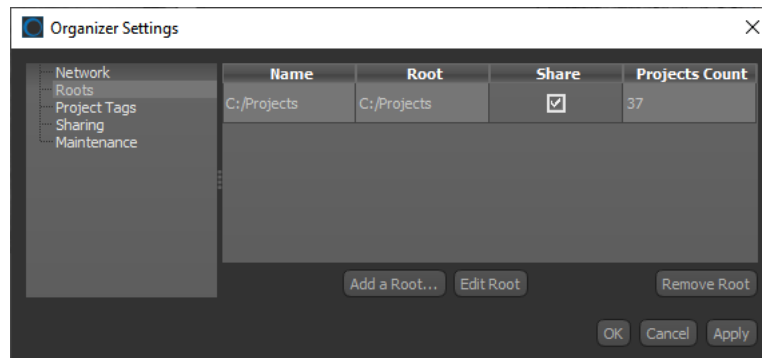 Organizer Settings
Network
Roots
Project Tags
Sharing
Maintenance
Name Root Share Projects Count
C:/Projects C:/Projects 37
Add a Root... Edit Root Remove Root
OK Cancel Apply